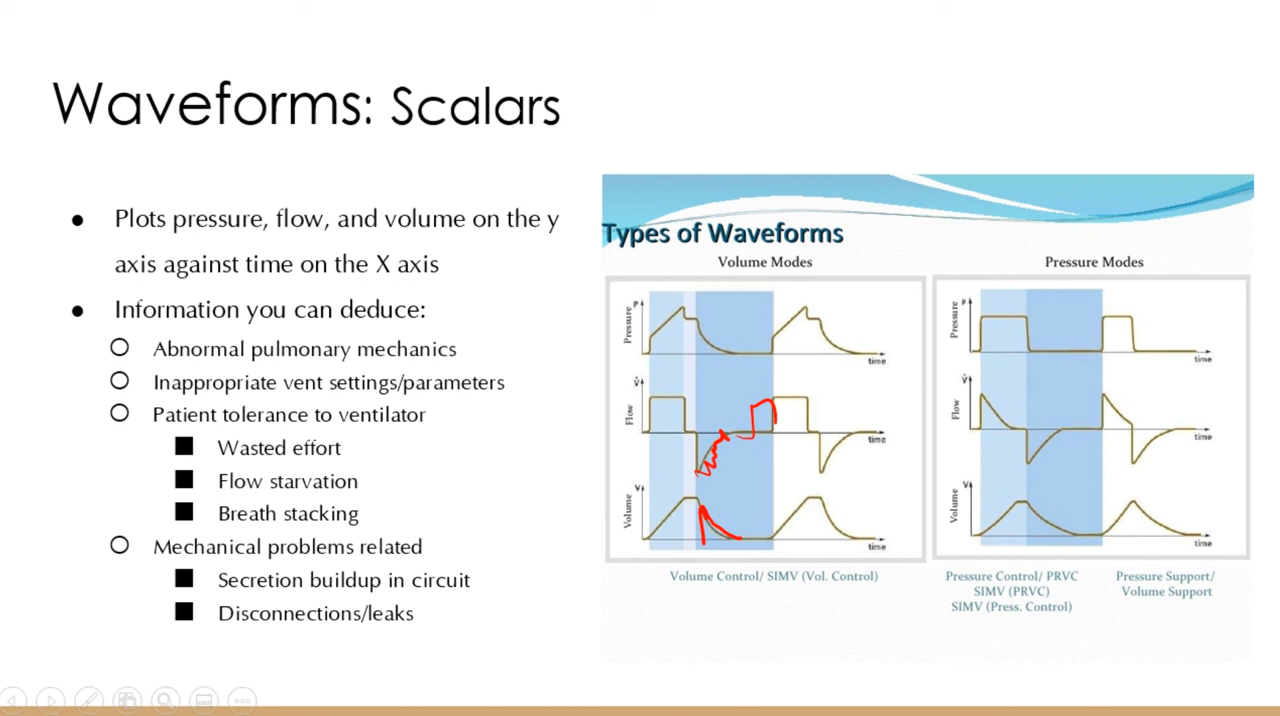 Waveforms: Scalars
● Plots pressure, flow, and volume on the y
axis against time on the X axis
● Information you can deduce:
○ Abnormal pulmonary mechanics
○ Inappropriate vent settings/parameters
○ Patient tolerance to ventilator
■ Wasted effort
■ Flow starvation
■ Breath stacking
○ Mechanical problems related
■ Secretion buildup in circuit
■ Disconnections/leaks
Types of Waveforms
Volume Modes
P
Pressure
time
V̇
Flow
time
V
Volume
time
Volume Control/ SIMV (Vol. Control)
Pressure Modes
P
Pressure
time
V̇
Flow
time
V
Volume
time
Pressure Control/ PRVC
SIMV (PRVC)
SIMV (Press. Control)
Pressure Support/
Volume Support